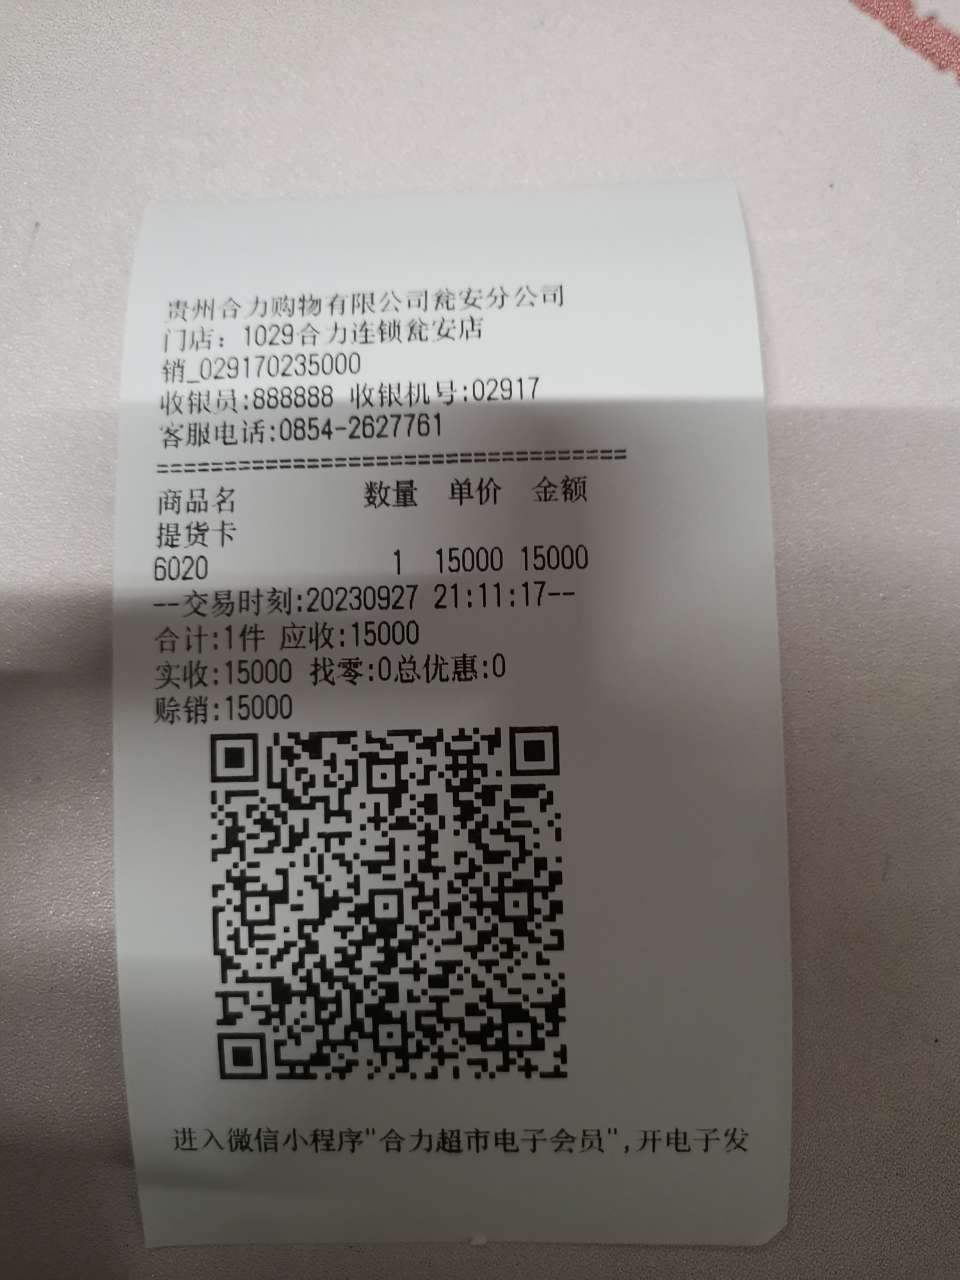 贵州合力购物有限公司瓮安分公司
门店：1029合力连锁瓮安店
销_029170235000
收银员:888888 收银机号:02917
客服电话:0854-2627761
===================================
商品名 数量 单价 金额
提货卡
6020 1 15000 15000
--交易时刻:20230927 21:11:17--
合计:1件 应收:15000
实收:15000 找零:0总优惠:0
赊销:15000
进入微信小程序"合力超市电子会员",开电子发